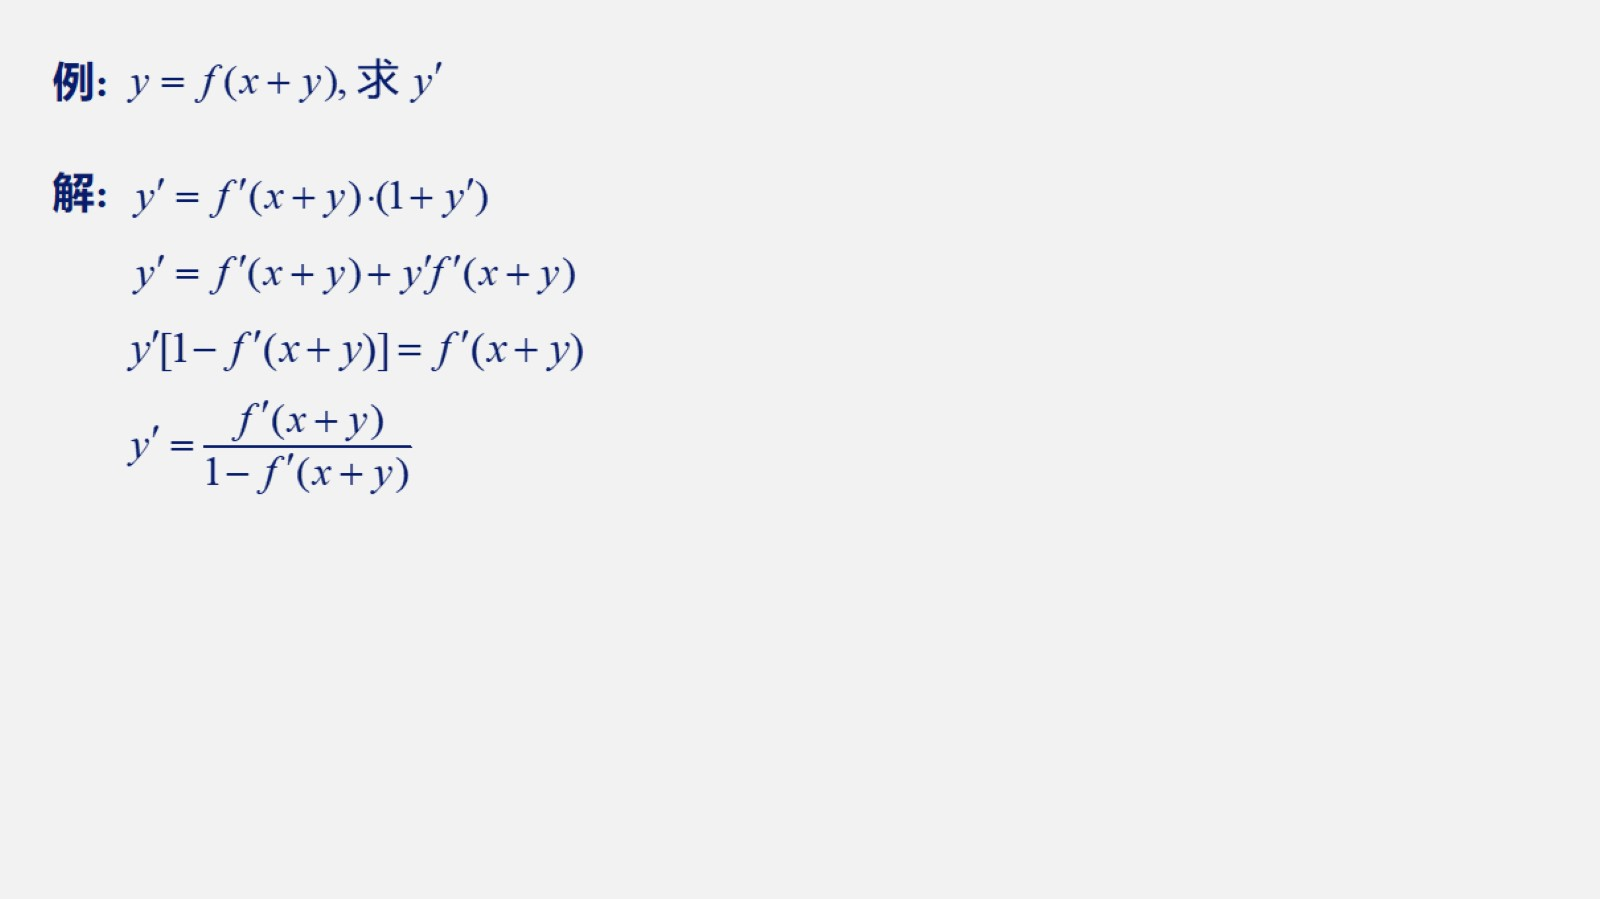 例: y = f(x + y), 求 y′
解: y′ = f′(x + y)·(1 + y′)
y′ = f′(x + y) + y′f′(x + y)
y′[1 − f′(x + y)] = f′(x + y)
y′ = f′(x + y) / 1 − f′(x + y)